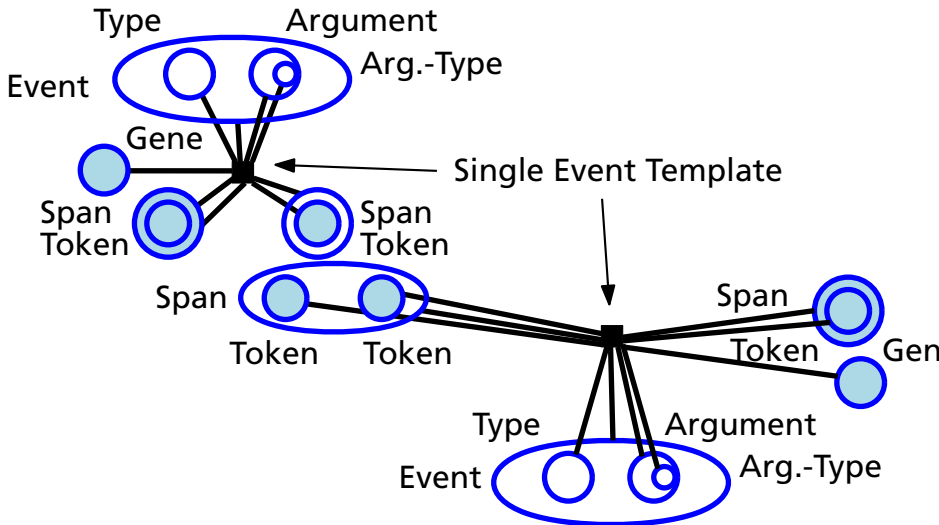 Type
Argument
Event
Arg.-Type
Gene
Single Event Template
Span
Token
Span
Token
Span
Token
Token
Span
Token
Gen
Type
Argument
Event
Arg.-Type